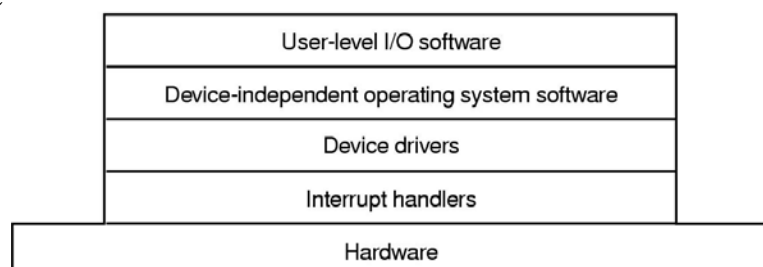 User-level I/O software
Device-independent operating system software
Device drivers
Interrupt handlers
Hardware